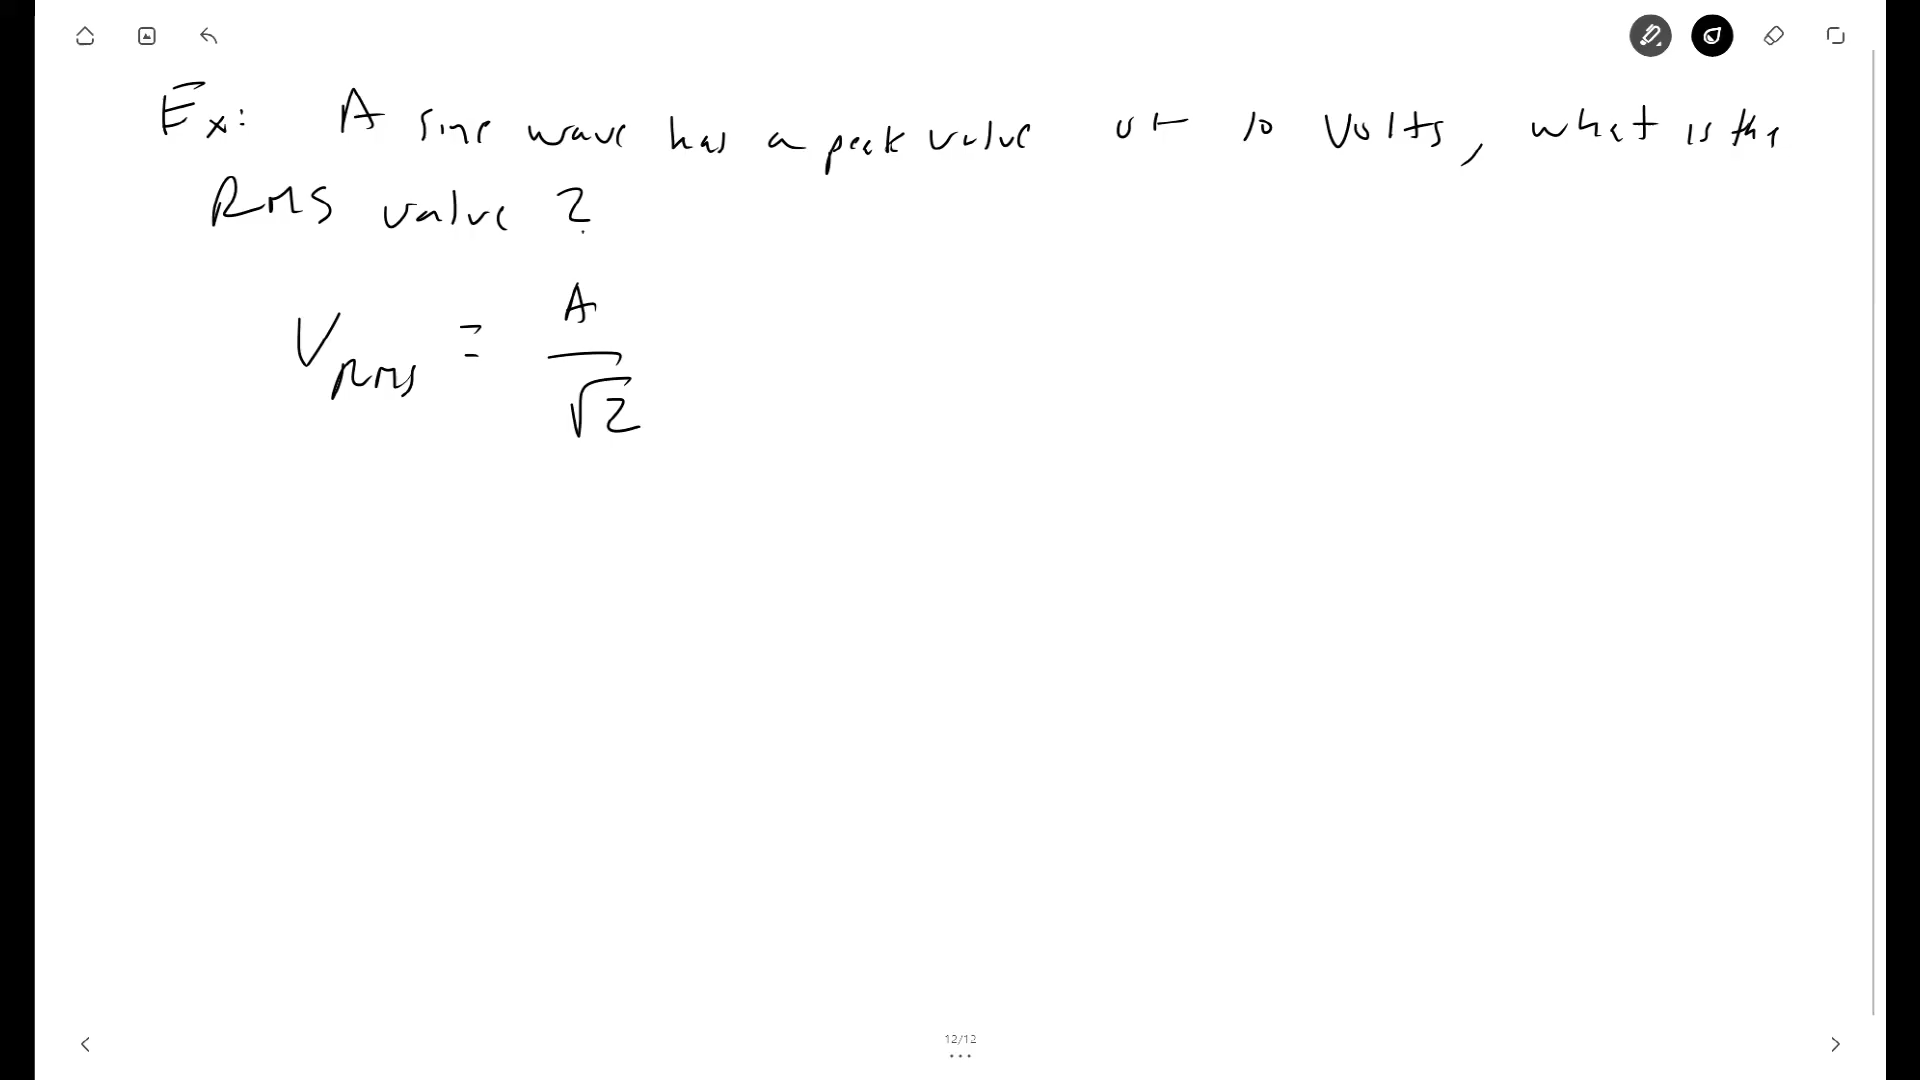 Ex: A sine wave has a peak value of 10 Volts, what is the
RMS value ?
V_RMS = A / √2
12/12